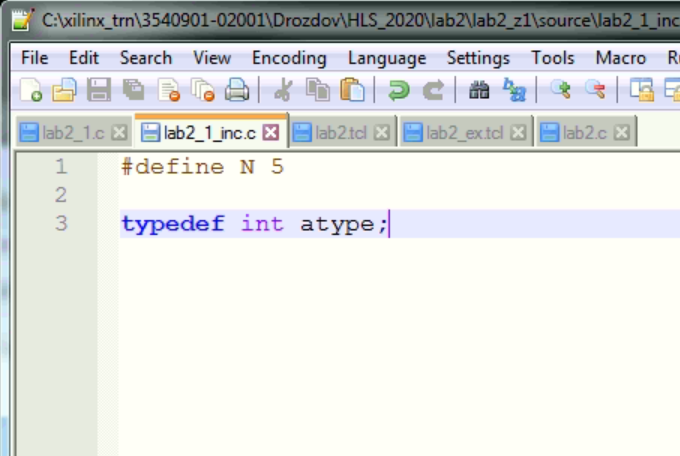 C:\xilinx_trn\3540901-02001\Drozdov\HLS_2020\lab2\lab2_z1\source\lab2_1_inc
File Edit Search View Encoding Language Settings Tools Macro R
lab2_1.c lab2_1_inc.c lab2.tcl lab2_ex.tcl lab2.c
1 #define N 5
2
3 typedef int atype;